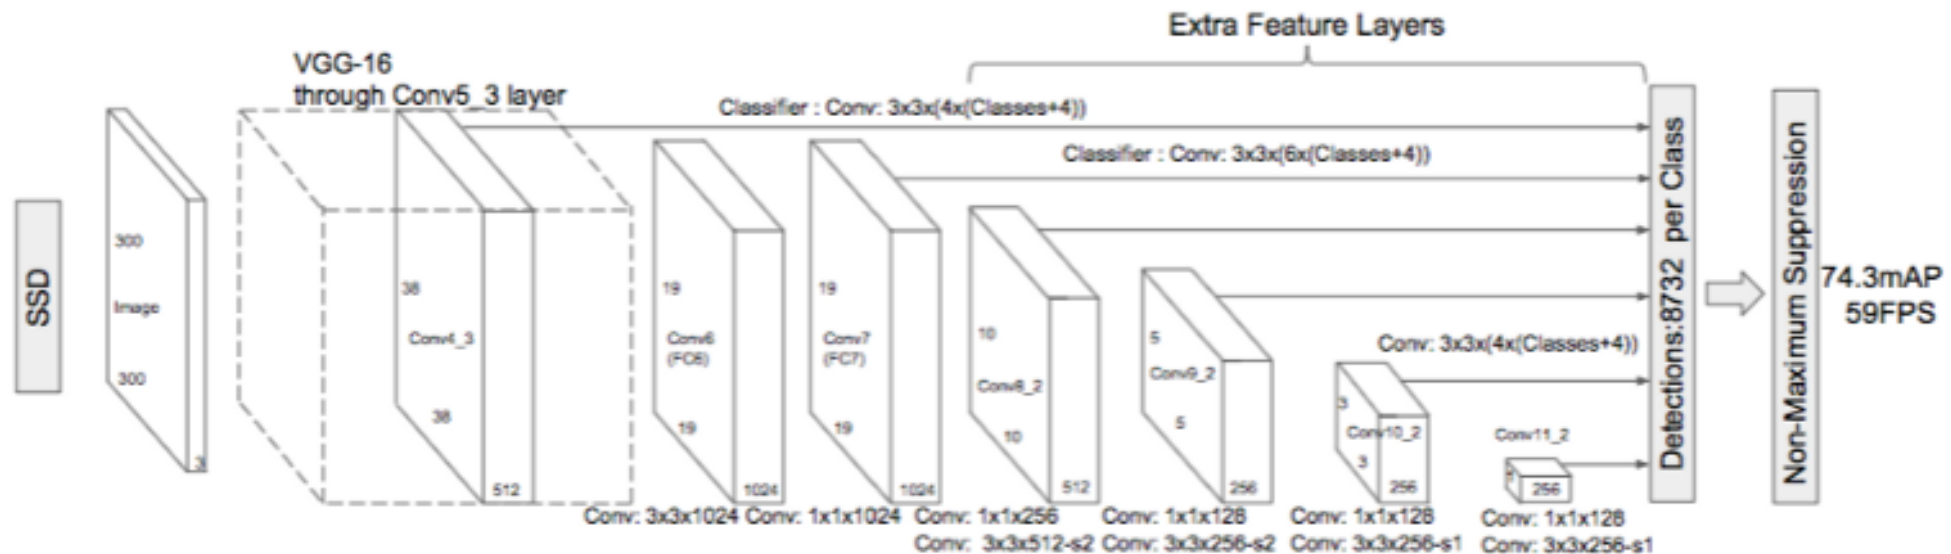 Extra Feature Layers
VGG-16
through Conv5_3 layer
Classifier : Conv: 3x3x(4x(Classes+4))
Classifier : Conv: 3x3x(6x(Classes+4))
SSD
300
Image
300
3
38
Conv4_3
38
512
19
Conv6
(FC6)
19
1024
19
Conv7
(FC7)
19
1024
10
Conv8_2
10
512
5
Conv9_2
5
256
Conv: 3x3x(4x(Classes+4))
3
Conv10_2
3
256
Conv11_2
256
Detections:8732 per Class
Non-Maximum Suppression
74.3mAP
59FPS
Conv: 3x3x1024
Conv: 1x1x1024
Conv: 1x1x256
Conv: 3x3x512-s2
Conv: 1x1x128
Conv: 3x3x256-s2
Conv: 1x1x128
Conv: 3x3x256-s1
Conv: 1x1x128
Conv: 3x3x256-s1